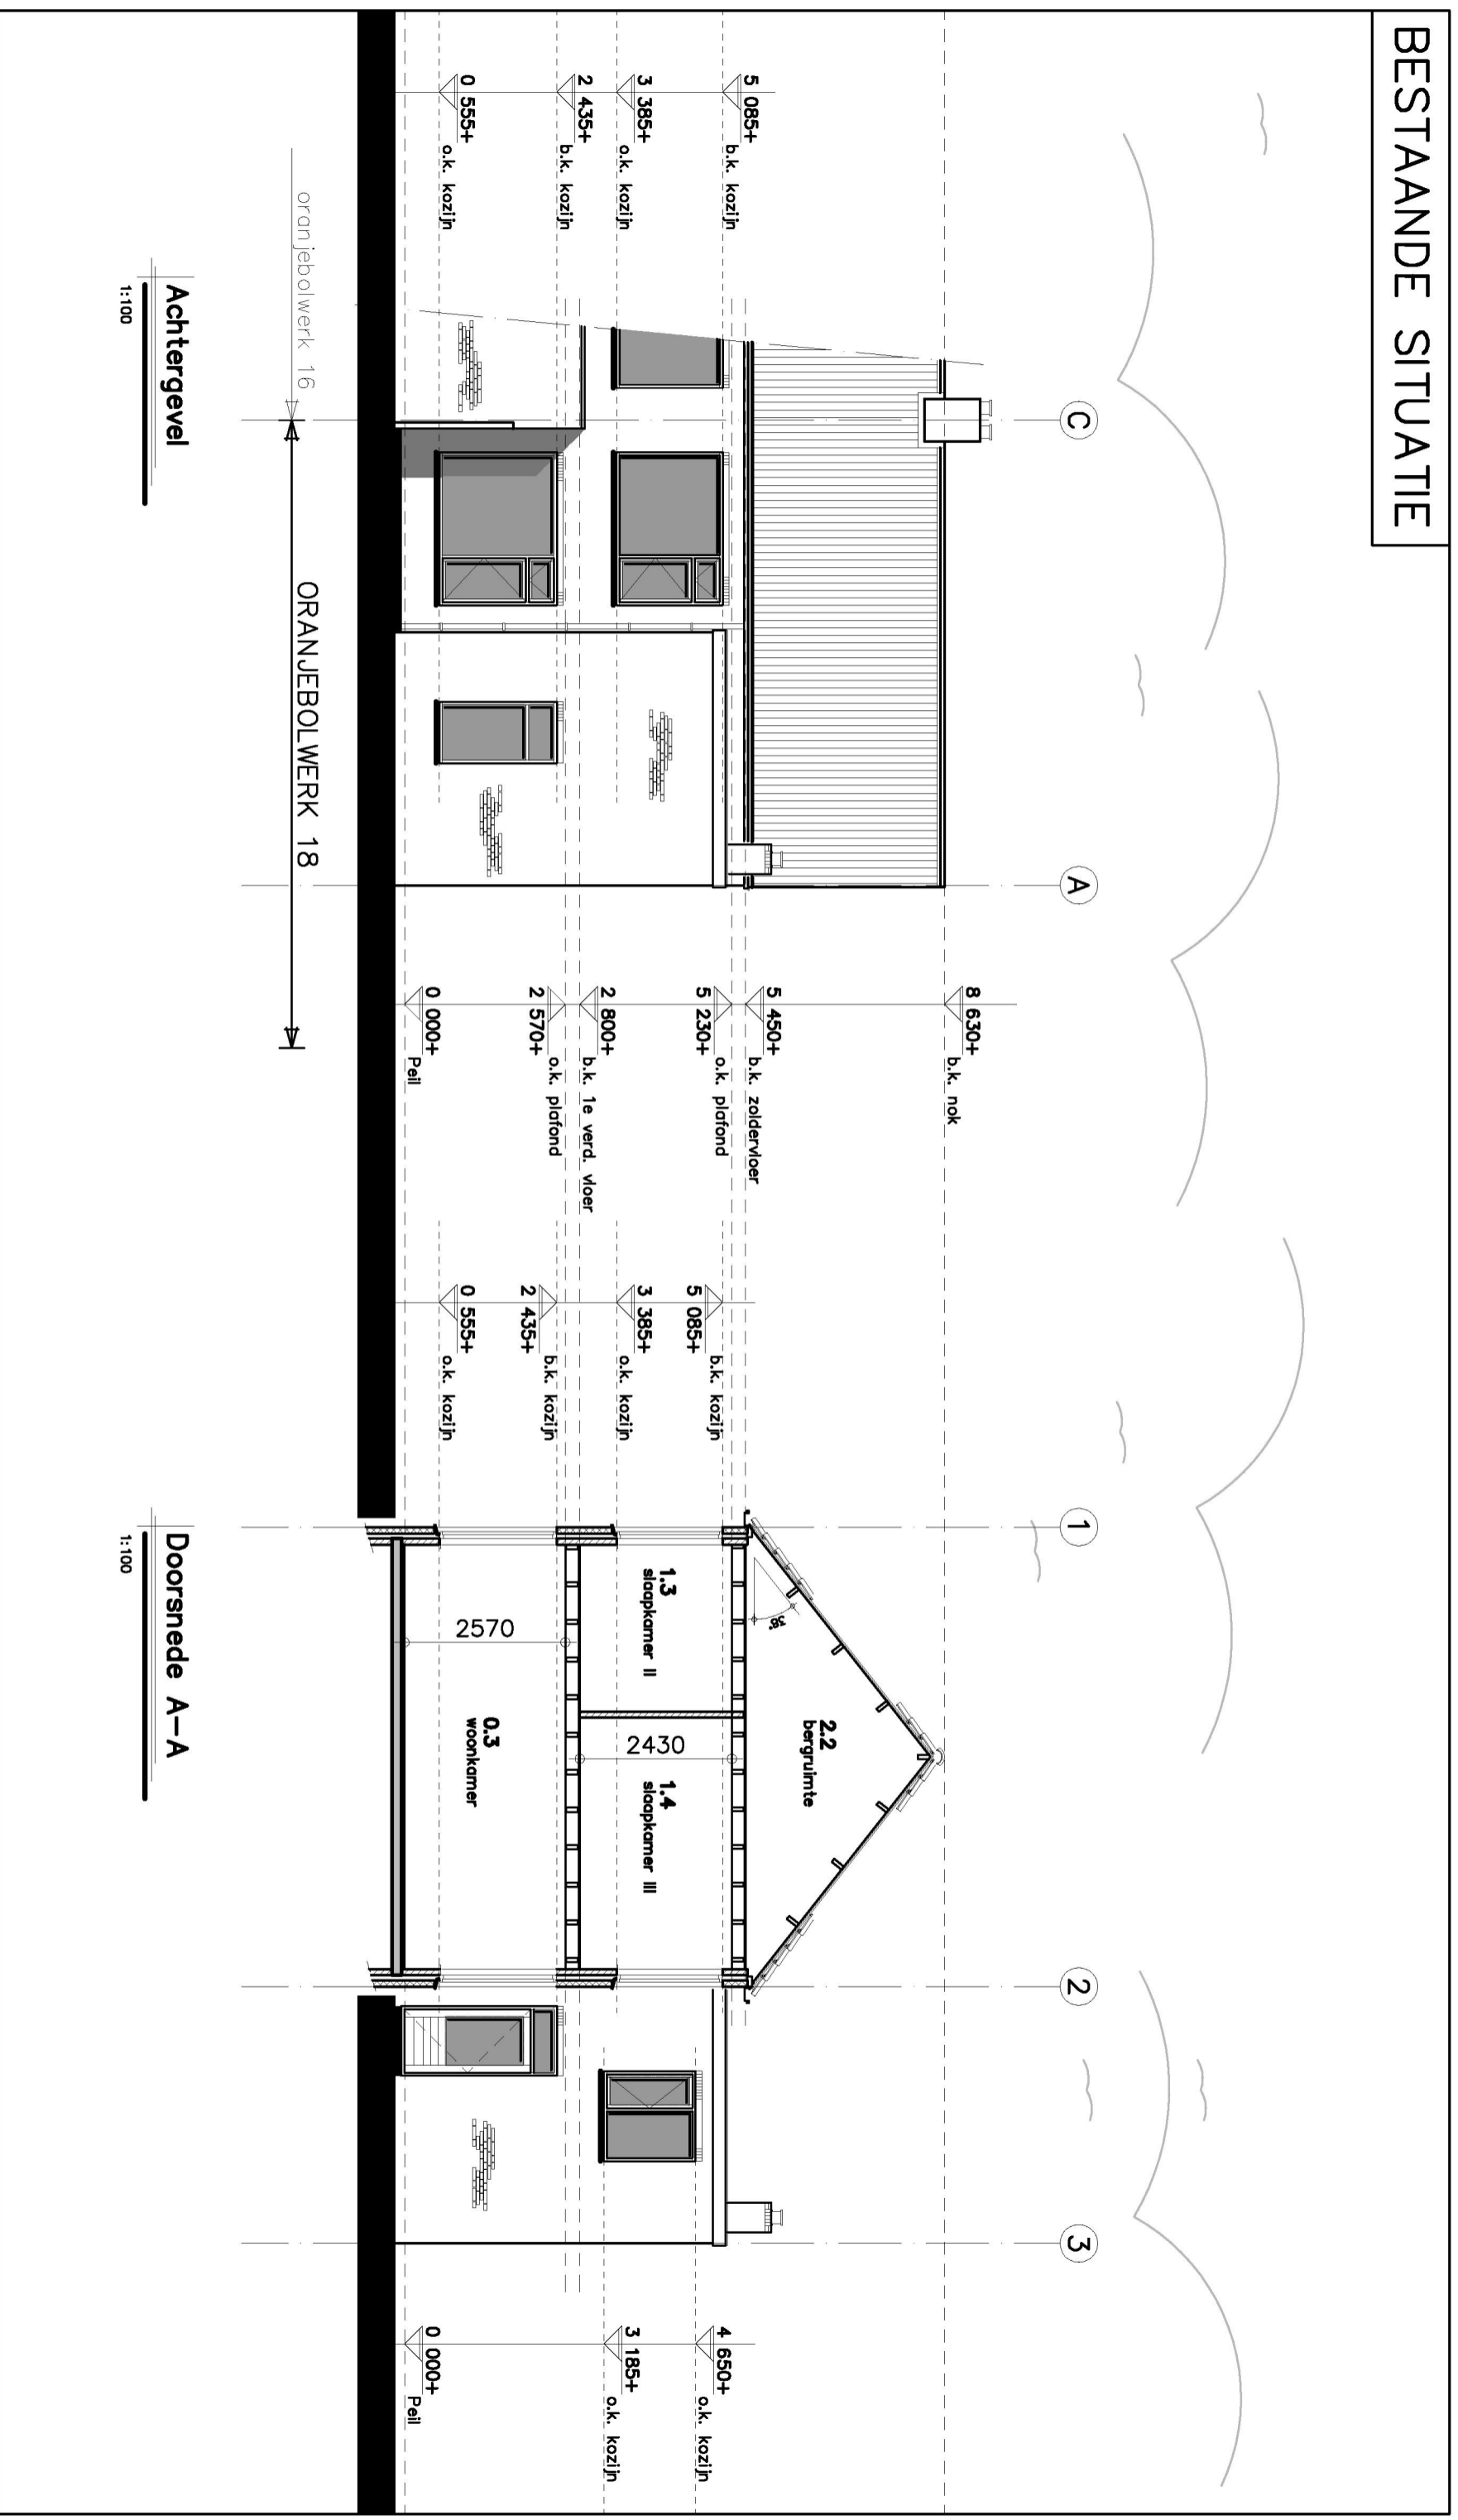 BESTAANDE SITUATIE
C
A
1
2
3
8 630+
b.k. nok
5 450+
b.k. zoldervloer
5 230+
o.k. plafond
2 800+
b.k. 1e verd. vloer
2 570+
o.k. plafond
0 000+
Peil
5 085+
b.k. kozijn
3 385+
o.k. kozijn
2 435+
b.k. kozijn
0 555+
o.k. kozijn
5 085+
b.k. kozijn
3 385+
o.k. kozijn
2 435+
b.k. kozijn
0 555+
o.k. kozijn
2.2
bergruimte
1.3
slaapkamer II
2430
1.4
slaapkamer III
2570
0.3
woonkamer
4 650+
o.k. kozijn
3 185+
o.k. kozijn
0 000+
Peil
oranjebolwerk 16
ORANJEBOLWERK 18
Achtergevel
1:100
Doorsnede A-A
1:100